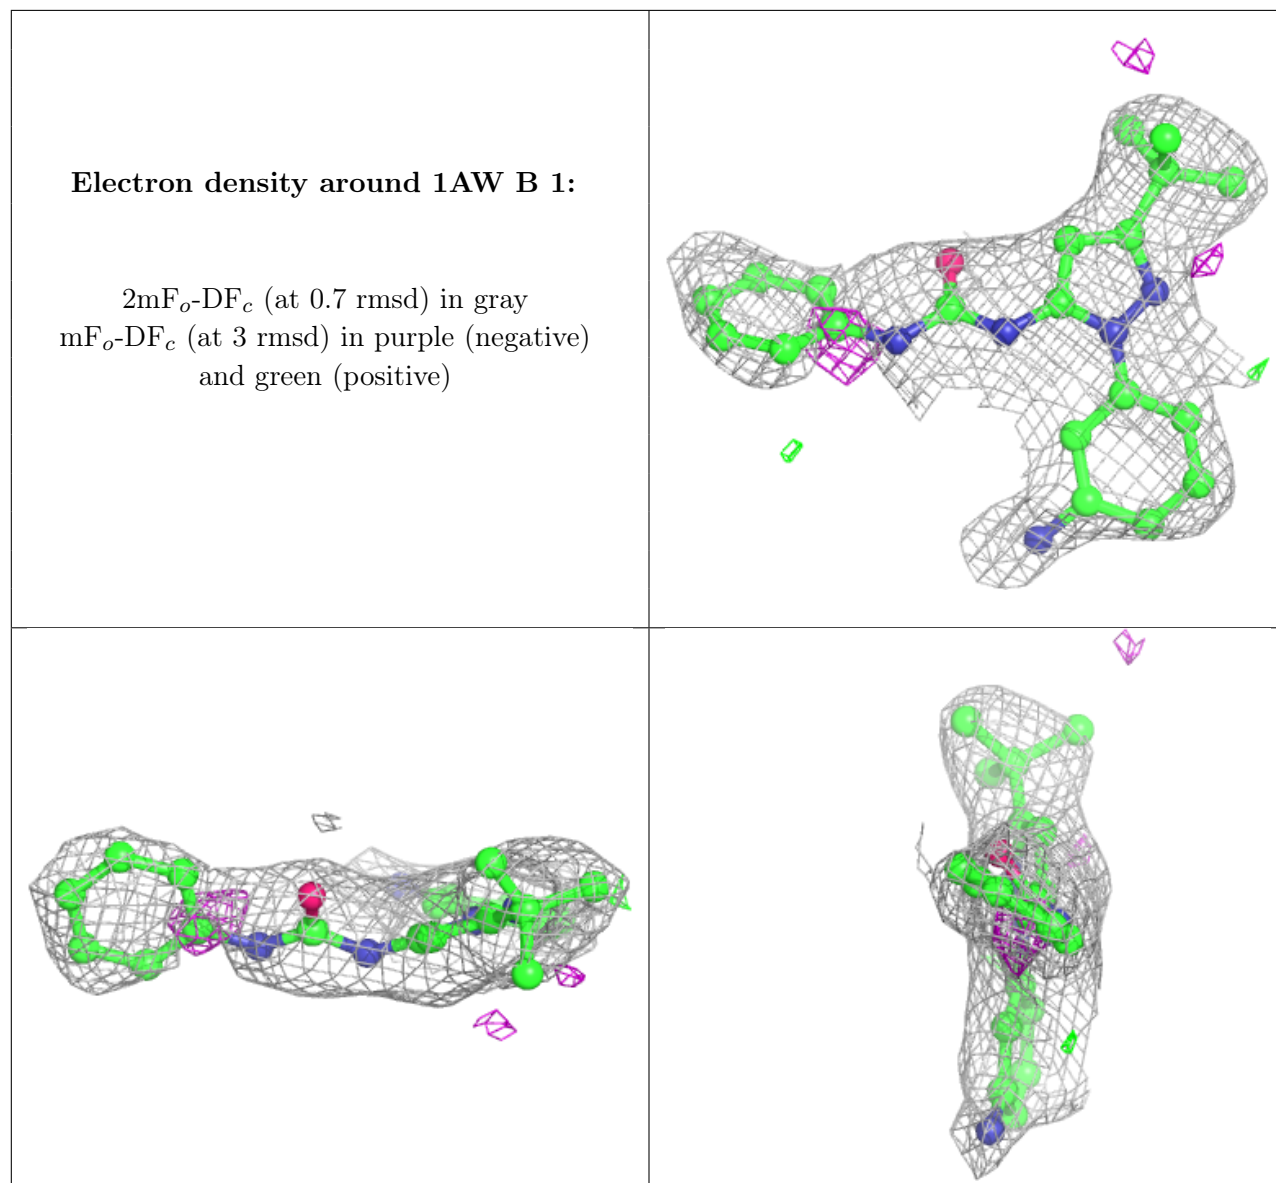 Electron density around 1AW B 1:
2mFo-DFc (at 0.7 rmsd) in gray
mFo-DFc (at 3 rmsd) in purple (negative)
and green (positive)